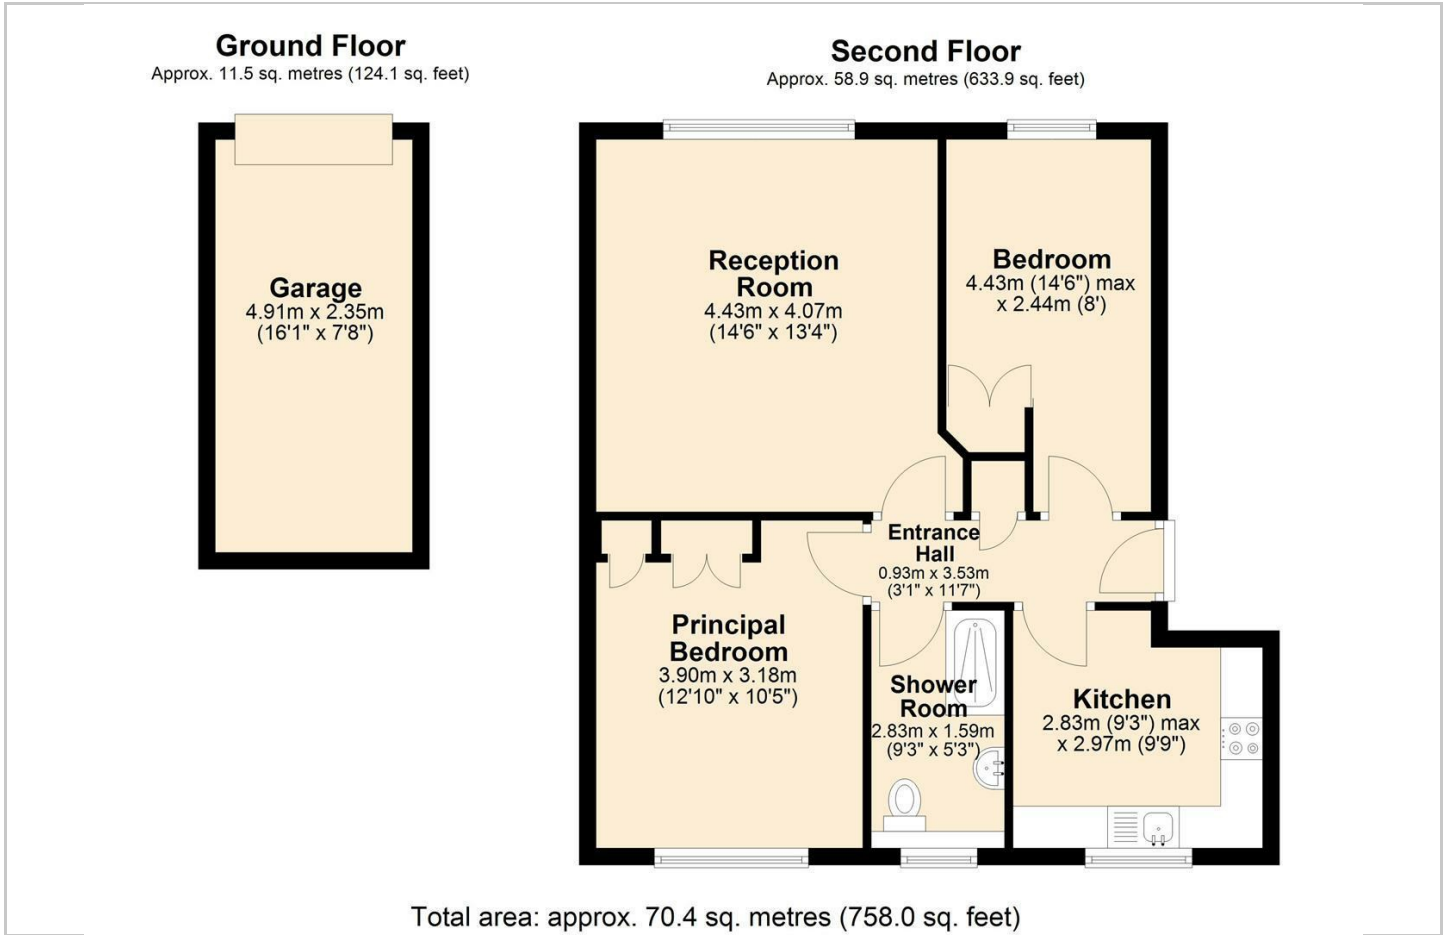 Ground Floor
Approx. 11.5 sq. metres (124.1 sq. feet)
Second Floor
Approx. 58.9 sq. metres (633.9 sq. feet)
Garage
4.91m x 2.35m
(16'1" x 7'8")
Reception
Room
4.43m x 4.07m
(14'6" x 13'4")
Bedroom
4.43m (14'6") max
x 2.44m (8')
Entrance
Hall
0.93m x 3.53m
(3'1" x 11'7")
Principal
Bedroom
3.90m x 3.18m
(12'10" x 10'5")
Shower
Room
2.83m x 1.59m
(9'3" x 5'3")
Kitchen
2.83m (9'3") max
x 2.97m (9'9")
Total area: approx. 70.4 sq. metres (758.0 sq. feet)